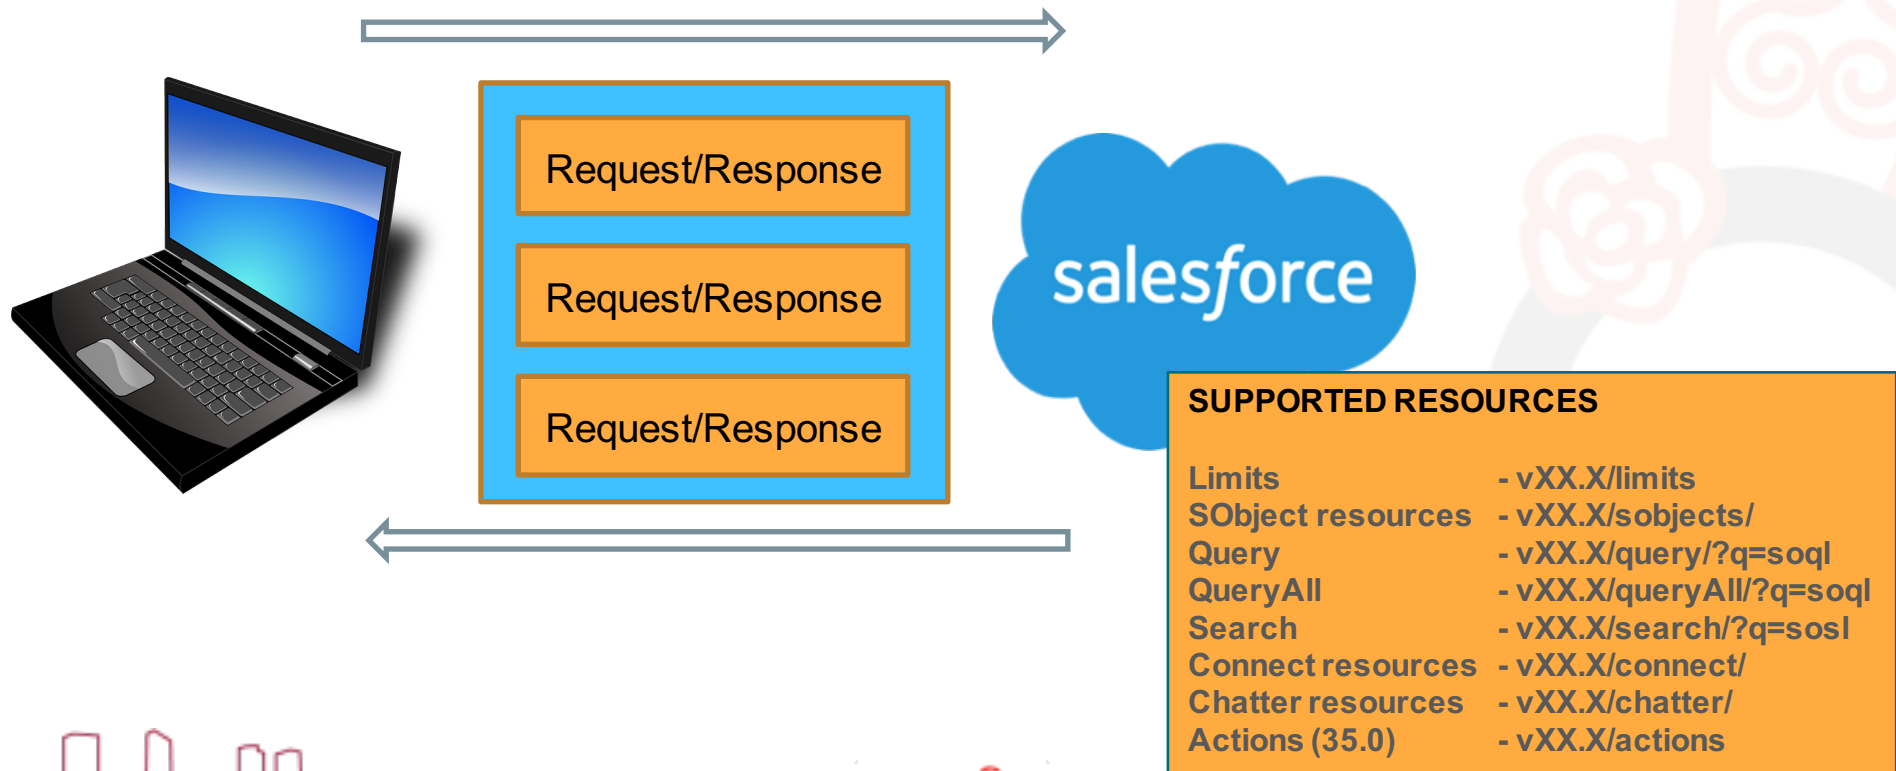 Request/Response
Request/Response
Request/Response
salesforce
SUPPORTED RESOURCES
Limits - vXX.X/limits
SObject resources - vXX.X/sobjects/
Query - vXX.X/query/?q=soql
QueryAll - vXX.X/queryAll/?q=soql
Search - vXX.X/search/?q=sosl
Connect resources - vXX.X/connect/
Chatter resources - vXX.X/chatter/
Actions (35.0) - vXX.X/actions